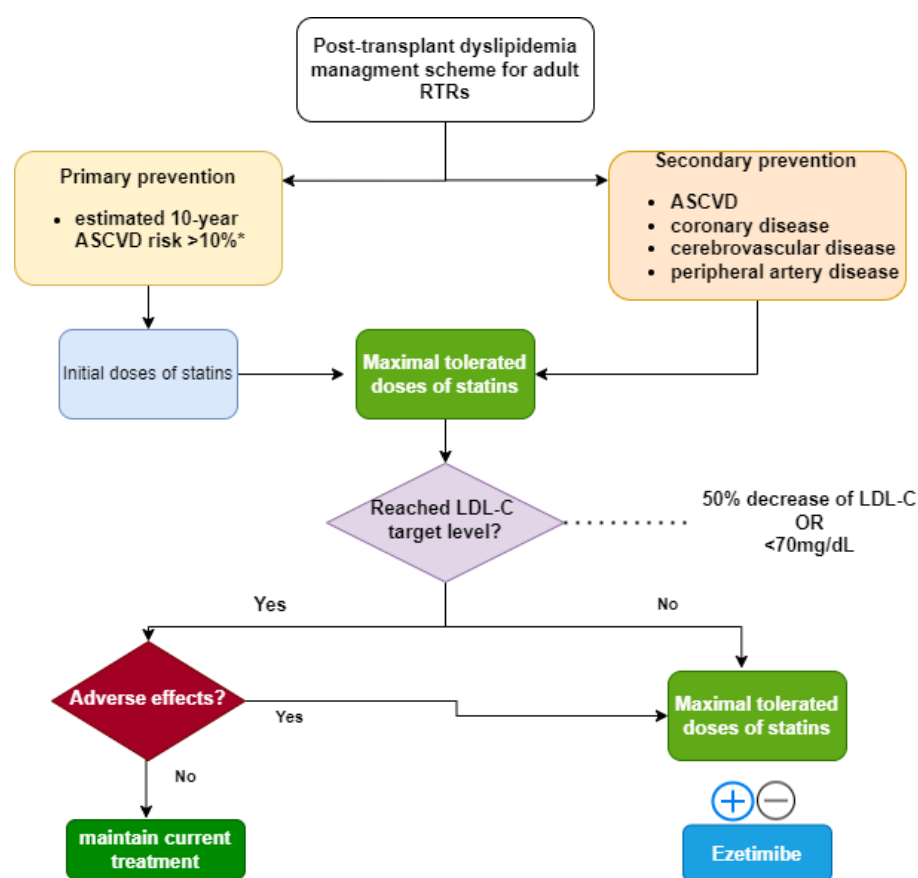 Post-transplant dyslipidemia
managment scheme for adult
RTRs
Primary prevention
• estimated 10-year
ASCVD risk >10%*
Secondary prevention
• ASCVD
• coronary disease
• cerebrovascular disease
• peripheral artery disease
Initial doses of statins
Maximal tolerated
doses of statins
Reached LDL-C
target level?
50% decrease of LDL-C
OR
<70mg/dL
Yes
No
Adverse effects?
Yes
Maximal tolerated
doses of statins
No
maintain current
treatment
Ezetimibe